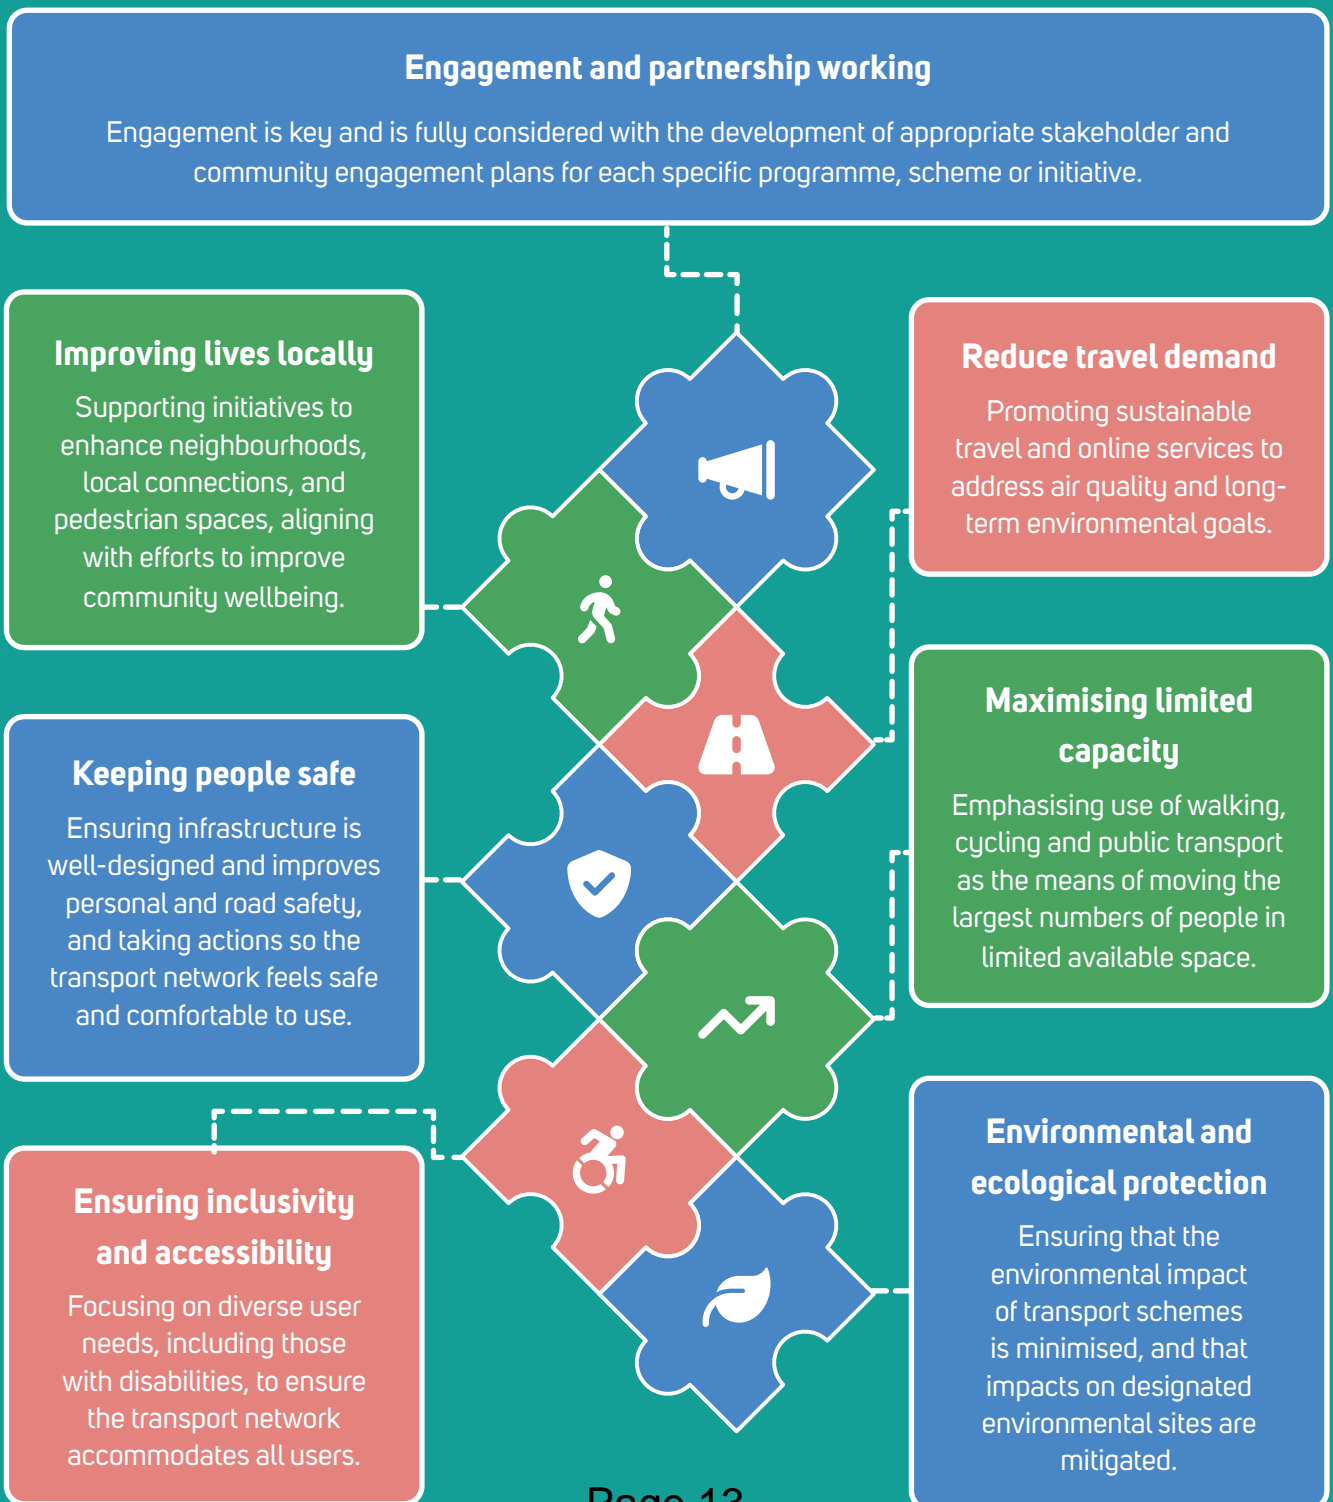 Engagement and partnership working
Engagement is key and is fully considered with the development of appropriate stakeholder and
community engagement plans for each specific programme, scheme or initiative.
Improving lives locally
Supporting initiatives to
enhance neighbourhoods,
local connections, and
pedestrian spaces, aligning
with efforts to improve
community wellbeing.
Reduce travel demand
Promoting sustainable
travel and online services to
address air quality and long-
term environmental goals.
Keeping people safe
Ensuring infrastructure is
well-designed and improves
personal and road safety,
and taking actions so the
transport network feels safe
and comfortable to use.
Maximising limited
capacity
Emphasising use of walking,
cycling and public transport
as the means of moving the
largest numbers of people in
limited available space.
Ensuring inclusivity
and accessibility
Focusing on diverse user
needs, including those
with disabilities, to ensure
the transport network
accommodates all users.
Environmental and
ecological protection
Ensuring that the
environmental impact
of transport schemes
is minimised, and that
impacts on designated
environmental sites are
mitigated.
Page 13